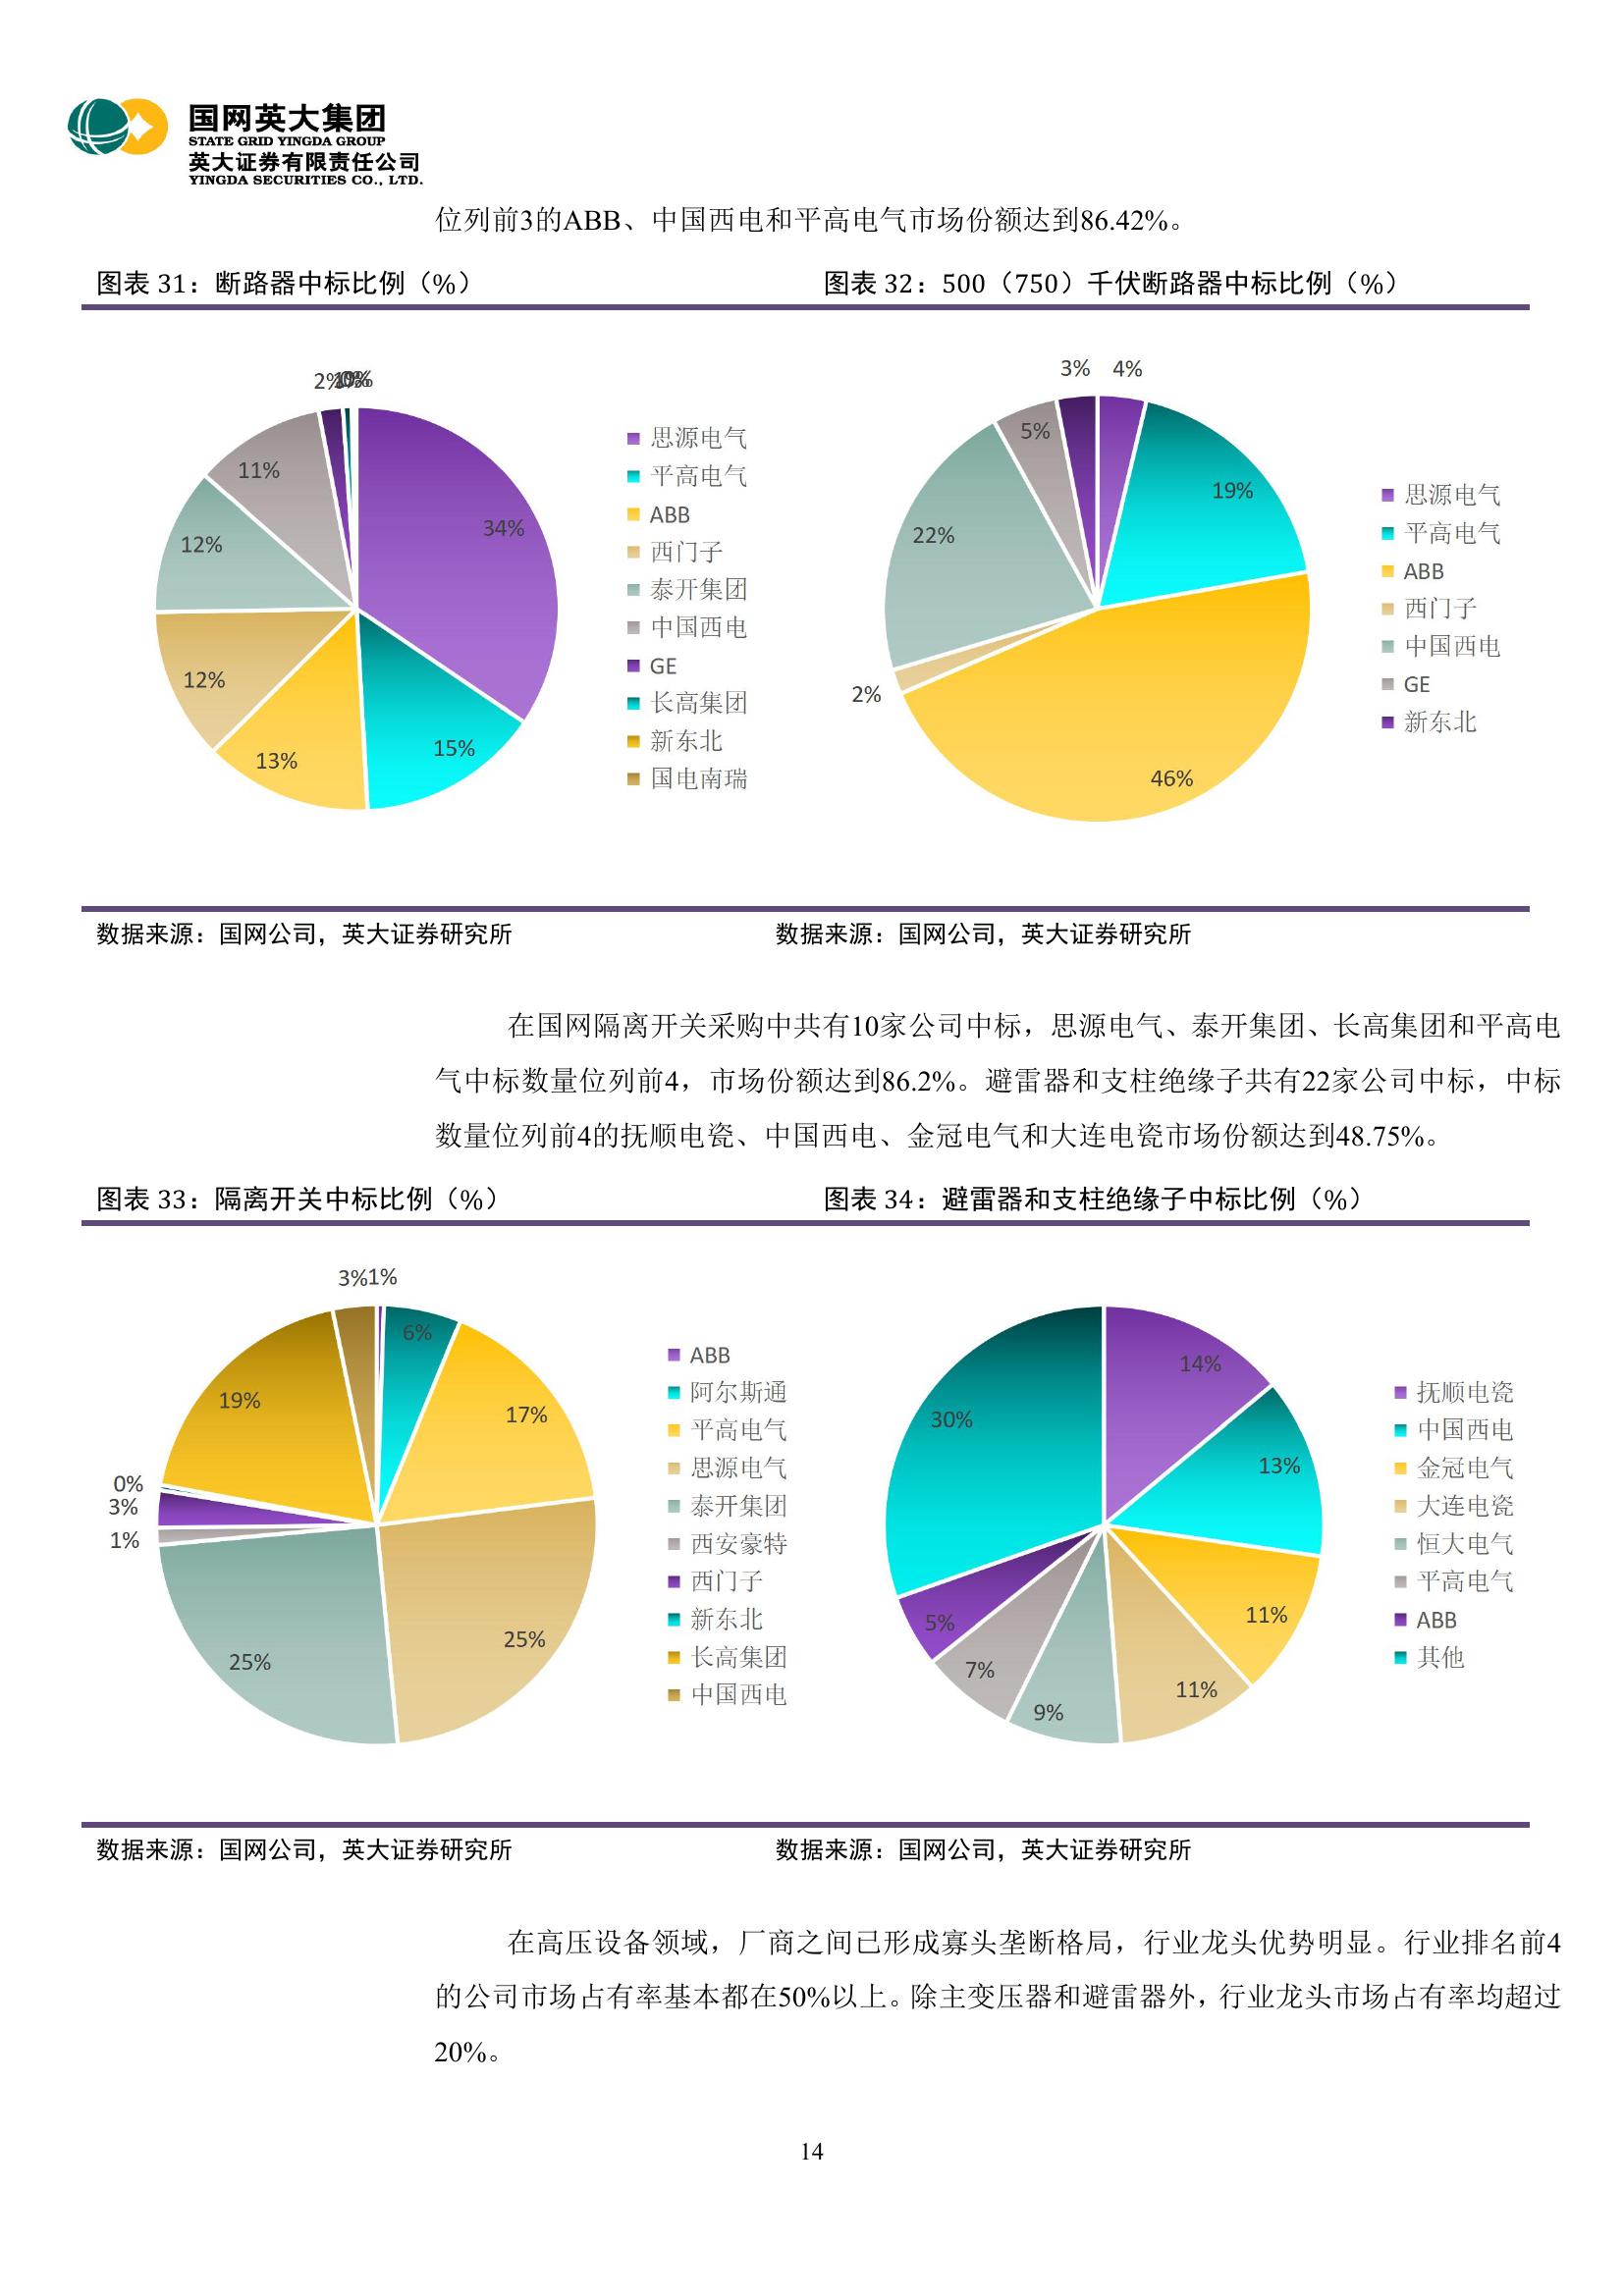 国网英大集团
STATE GRID YINGDA GROUP
英大证券有限责任公司
YINGDA SECURITIES CO., LTD.
位列前3的ABB、中国西电和平高电气市场份额达到86.42%。
图表 31：断路器中标比例（%）
图表 32：500（750）千伏断路器中标比例（%）
2%
34%
15%
13%
12%
12%
11%
思源电气
平高电气
ABB
西门子
泰开集团
中国西电
GE
长高集团
新东北
国电南瑞
3%
4%
19%
46%
2%
22%
5%
思源电气
平高电气
ABB
西门子
中国西电
GE
新东北
数据来源：国网公司，英大证券研究所
数据来源：国网公司，英大证券研究所
在国网隔离开关采购中共有10家公司中标，思源电气、泰开集团、长高集团和平高电
气中标数量位列前4，市场份额达到86.2%。避雷器和支柱绝缘子共有22家公司中标，中标
数量位列前4的抚顺电瓷、中国西电、金冠电气和大连电瓷市场份额达到48.75%。
图表 33：隔离开关中标比例（%）
图表 34：避雷器和支柱绝缘子中标比例（%）
3%
1%
6%
17%
25%
25%
1%
3%
0%
19%
ABB
阿尔斯通
平高电气
思源电气
泰开集团
西安豪特
西门子
新东北
长高集团
中国西电
14%
13%
11%
11%
9%
7%
5%
30%
抚顺电瓷
中国西电
金冠电气
大连电瓷
恒大电气
平高电气
ABB
其他
数据来源：国网公司，英大证券研究所
数据来源：国网公司，英大证券研究所
在高压设备领域，厂商之间已形成寡头垄断格局，行业龙头优势明显。行业排名前4
的公司市场占有率基本都在50%以上。除主变压器和避雷器外，行业龙头市场占有率均超过
20%。
14